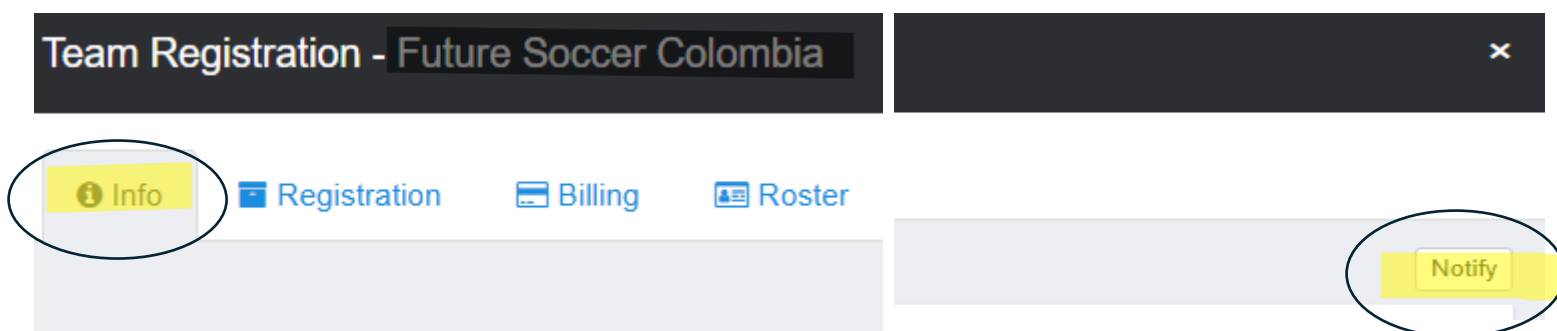 Team Registration - Future Soccer Colombia ×
Info Registration Billing Roster
Notify